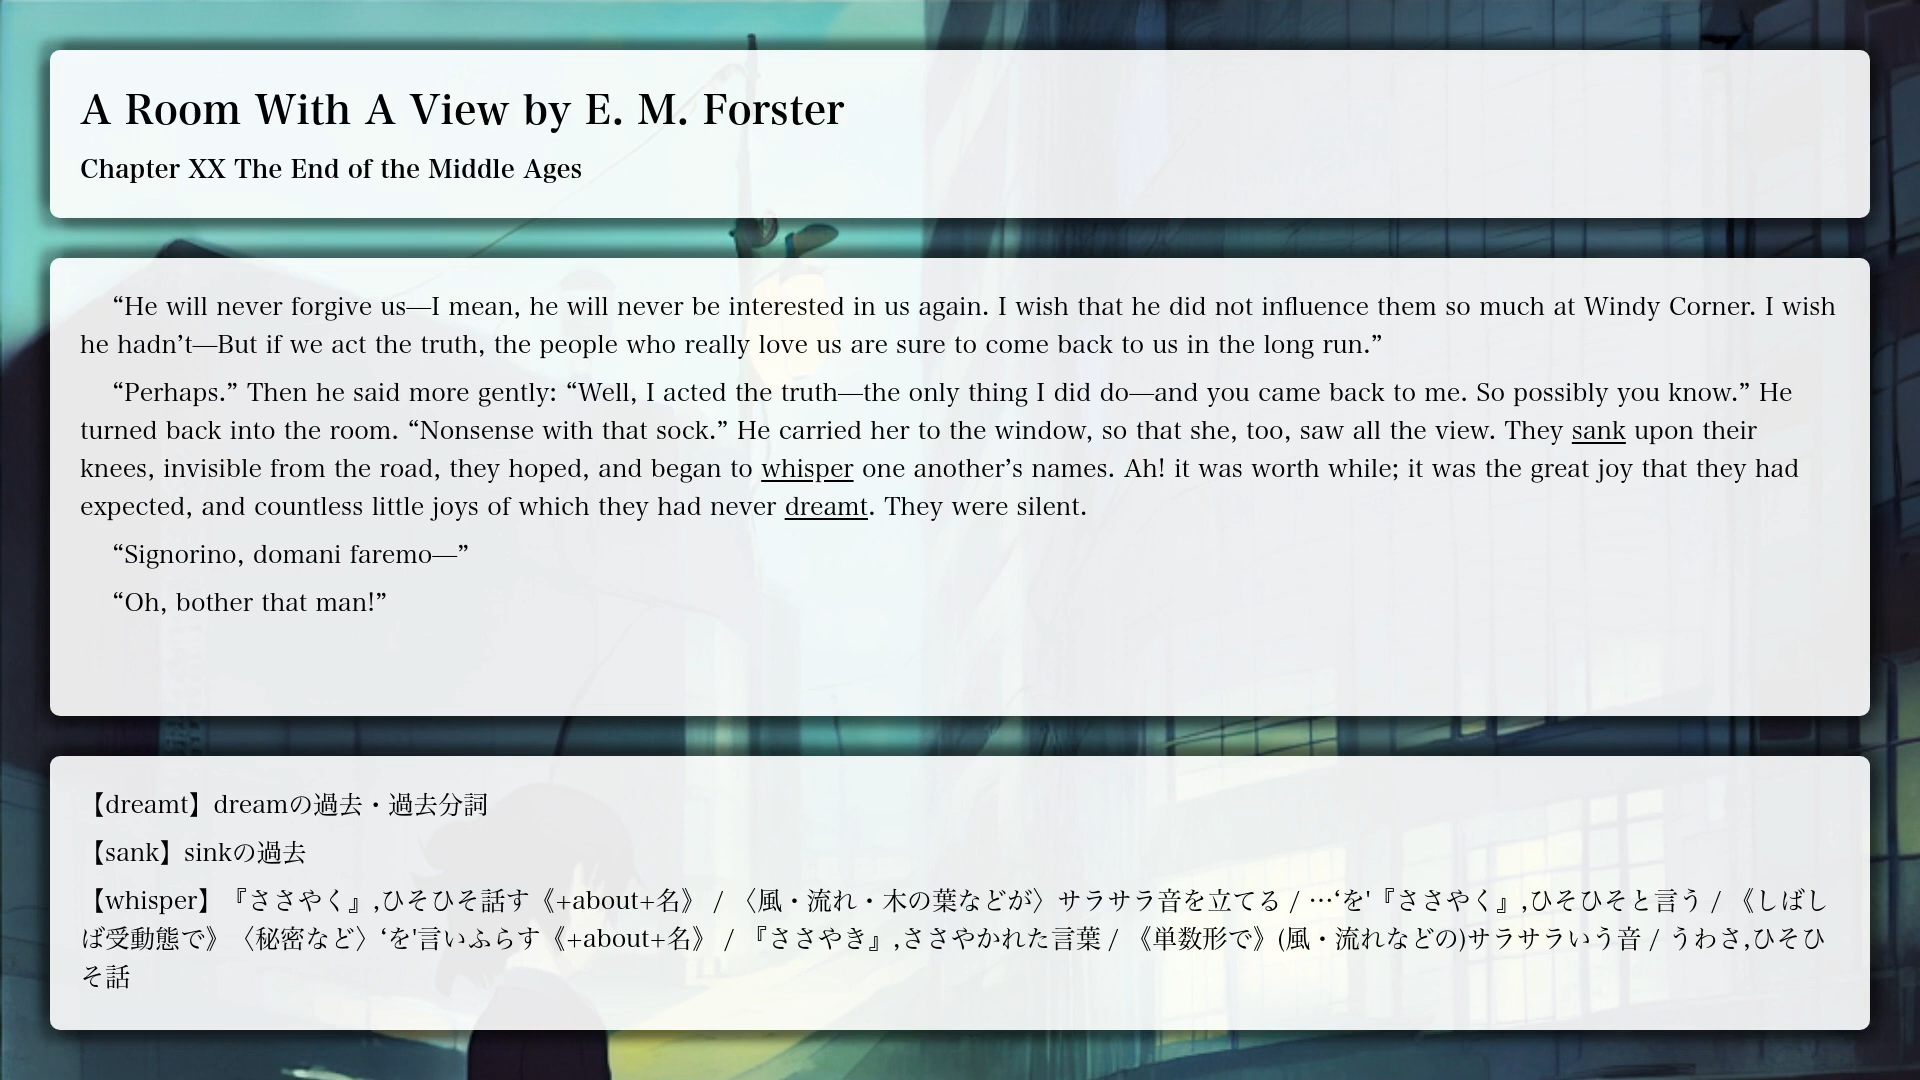 A Room With A View by E. M. Forster
Chapter XX The End of the Middle Ages
“He will never forgive us—I mean, he will never be interested in us again. I wish that he did not influence them so much at Windy Corner. I wish
he hadn’t—But if we act the truth, the people who really love us are sure to come back to us in the long run.”
“Perhaps.” Then he said more gently: “Well, I acted the truth—the only thing I did do—and you came back to me. So possibly you know.” He
turned back into the room. “Nonsense with that sock.” He carried her to the window, so that she, too, saw all the view. They sank upon their
knees, invisible from the road, they hoped, and began to whisper one another’s names. Ah! it was worth while; it was the great joy that they had
expected, and countless little joys of which they had never dreamt. They were silent.
“Signorino, domani faremo—”
“Oh, bother that man!”
【dreamt】dreamの過去・過去分詞
【sank】sinkの過去
【whisper】『ささやく』,ひそひそ話す《+about+名》 / 〈風・流れ・木の葉などが〉サラサラ音を立てる / …‘を'『ささやく』,ひそひそと言う / 《しばし
ば受動態で》〈秘密など〉‘を'言いふらす《+about+名》 / 『ささやき』,ささやかれた言葉 / 《単数形で》(風・流れなどの)サラサラいう音 / うわさ,ひそひ
そ話